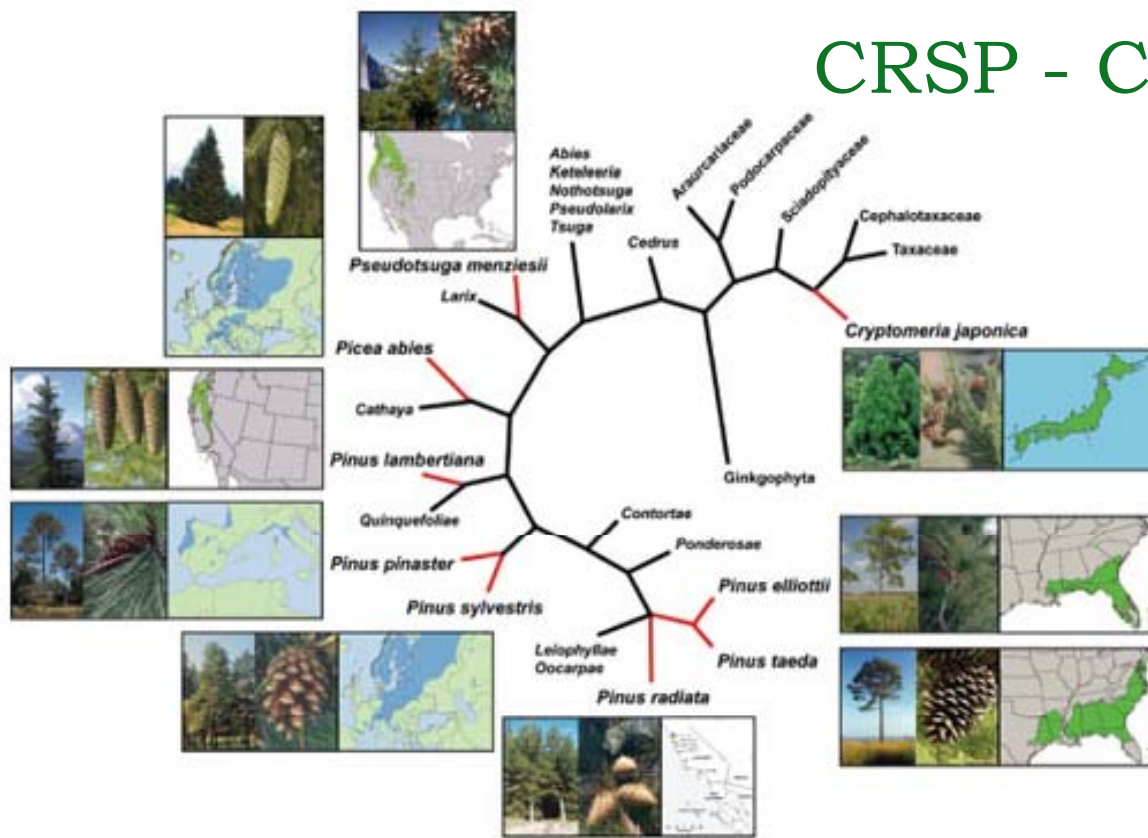 CRSP - C
Abies
Keteleeria
Nothotsuga
Pseudolarix
Tsuga
Araurcariaceae
Podocarpaceae
Sciadopityaceae
Cephalotaxaceae
Taxaceae
Cedrus
Pseudotsuga menziesii
Larix
Cryptomeria japonica
Picea abies
Cathaya
Pinus lambertiana
Quinquefoliae
Ginkgophyta
Contortae
Ponderosae
Pinus pinaster
Pinus sylvestris
Pinus elliottii
Leiophyllae
Oocarpae
Pinus taeda
Pinus radiata